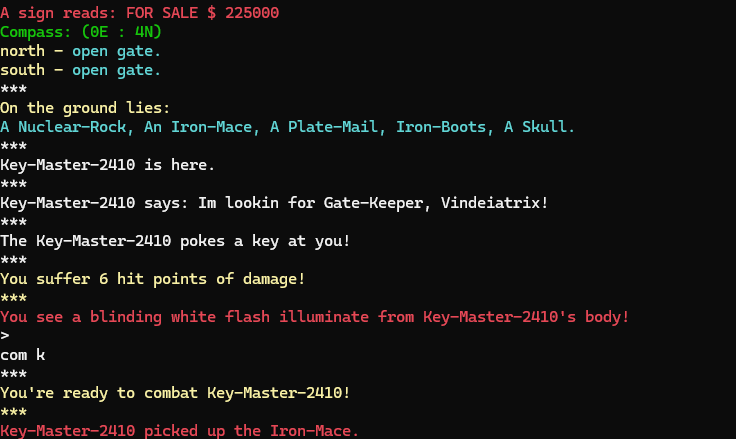 A sign reads: FOR SALE $ 225000
Compass: (0E : 4N)
north - open gate.
south - open gate.
***
On the ground lies:
A Nuclear-Rock, An Iron-Mace, A Plate-Mail, Iron-Boots, A Skull.
***
Key-Master-2410 is here.
***
Key-Master-2410 says: Im lookin for Gate-Keeper, Vindeiatrix!
***
The Key-Master-2410 pokes a key at you!
***
You suffer 6 hit points of damage!
***
You see a blinding white flash illuminate from Key-Master-2410's body!
>
com k
***
You're ready to combat Key-Master-2410!
***
Key-Master-2410 picked up the Iron-Mace.